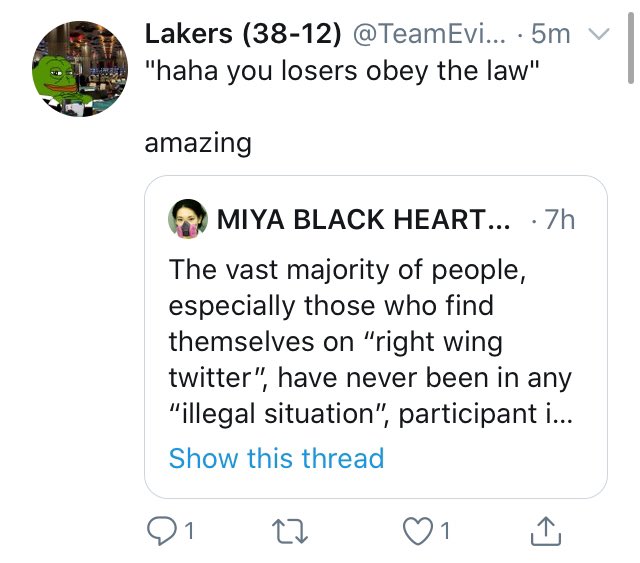 Lakers (38-12) @TeamEvi... · 5m
"haha you losers obey the law"
amazing
MIYA BLACK HEART... · 7h
The vast majority of people,
especially those who find
themselves on “right wing
twitter”, have never been in any
“illegal situation”, participant i...
Show this thread
1 1